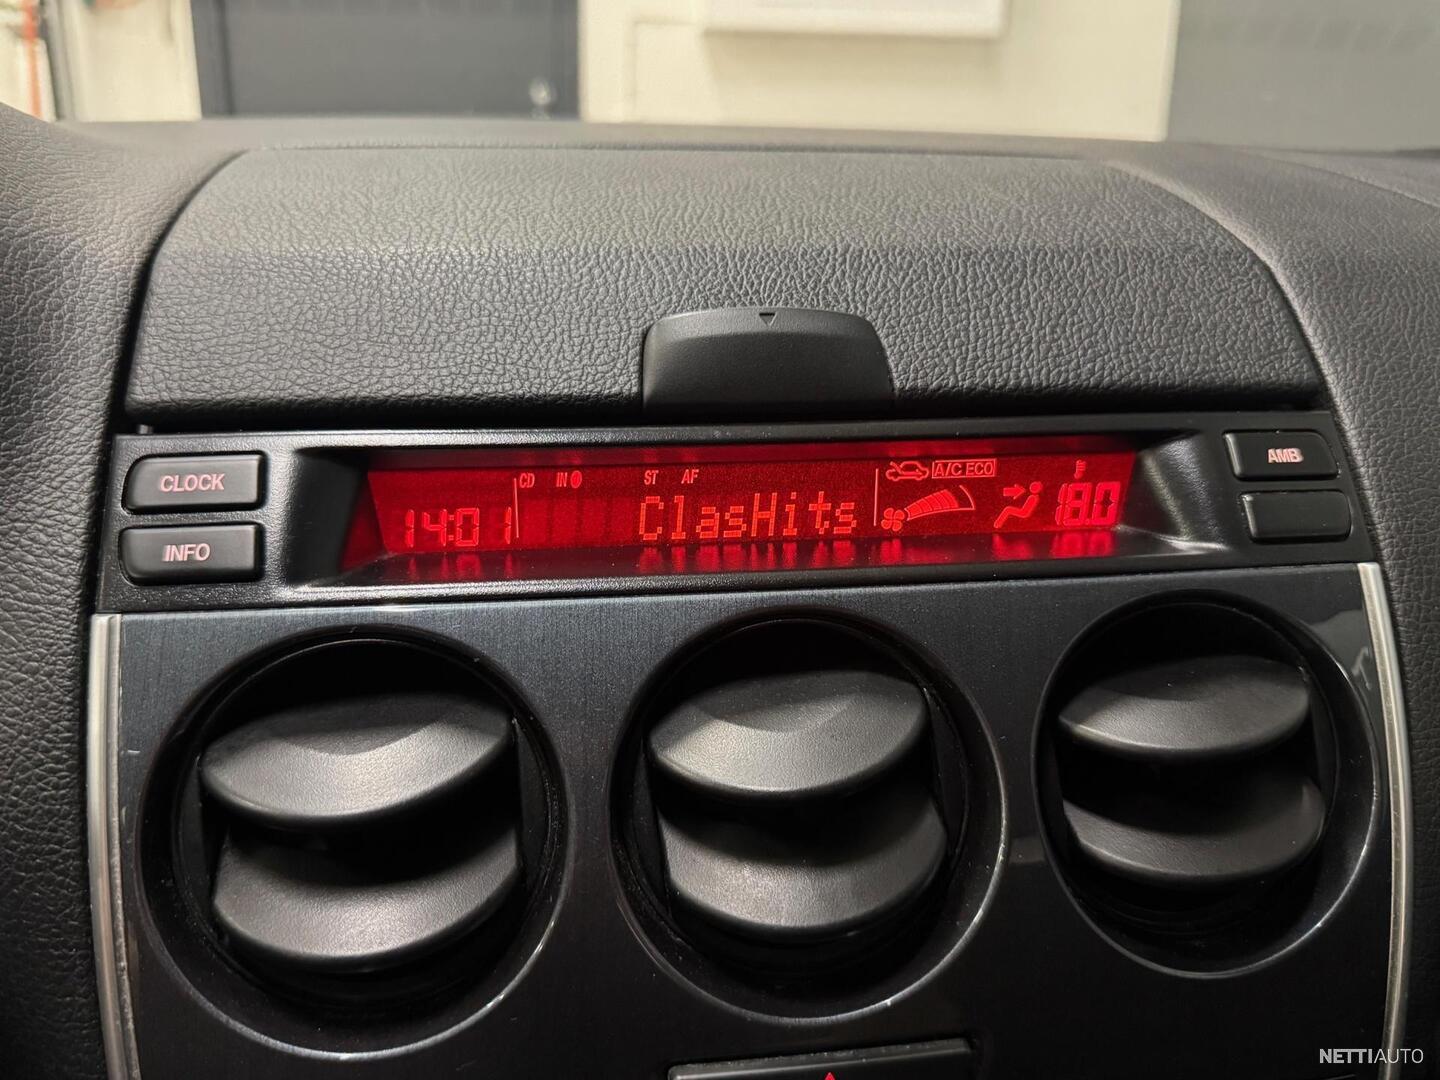 CLOCK
INFO
CD IN ST AF
14:01 ClasHits
A/C ECO
18.0
AMB
NETTIAUTO